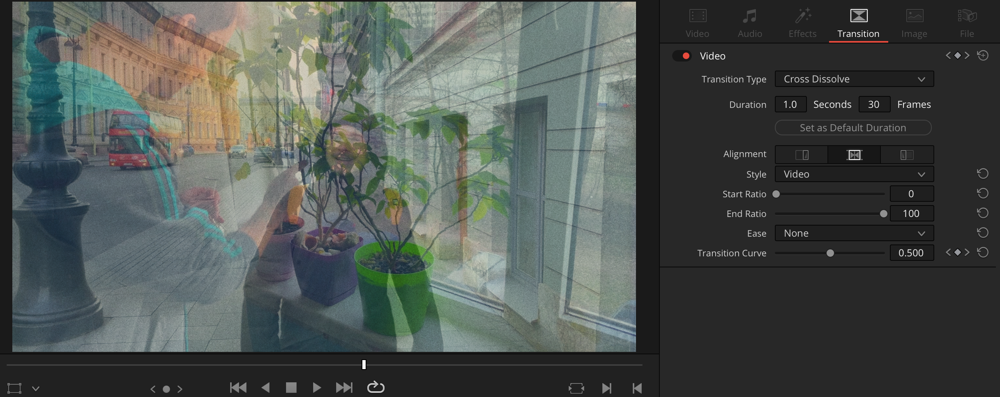 Video Audio Effects Transition Image File
Video
Transition Type Cross Dissolve
Duration 1.0 Seconds 30 Frames
Set as Default Duration
Alignment
Style Video
Start Ratio 0
End Ratio 100
Ease None
Transition Curve 0.500